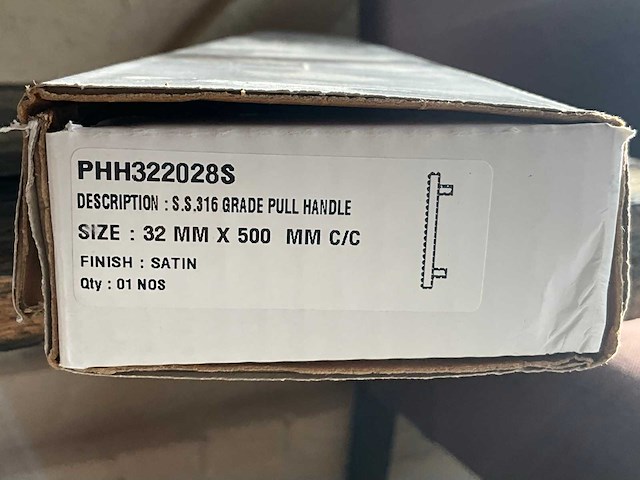 PHH322028S
DESCRIPTION : S.S.316 GRADE PULL HANDLE
SIZE : 32 MM X 500 MM C/C
FINISH : SATIN
Qty : 01 NOS